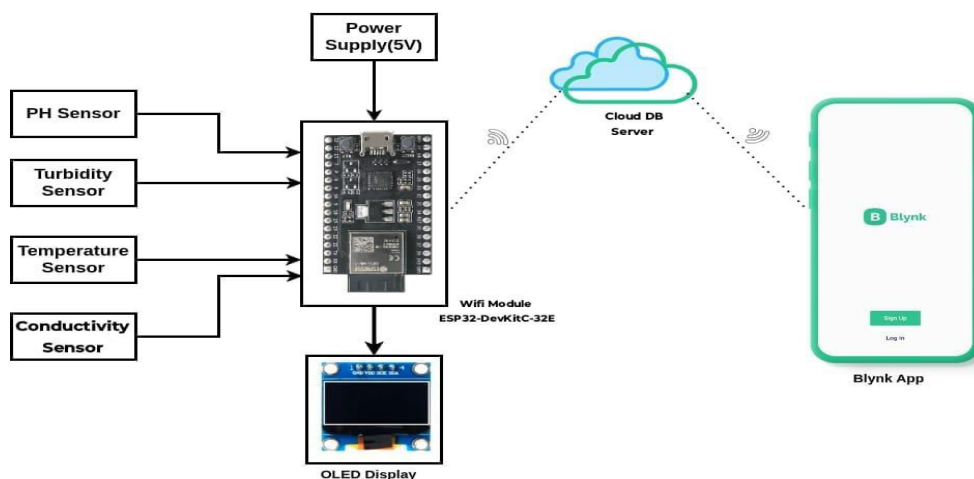 Power
Supply(5V)
PH Sensor
Turbidity
Sensor
Temperature
Sensor
Conductivity
Sensor
Cloud DB
Server
Wifi Module
ESP32-DevKitC-32E
B Blynk
Sign Up
Log in
Blynk App
OLED Display